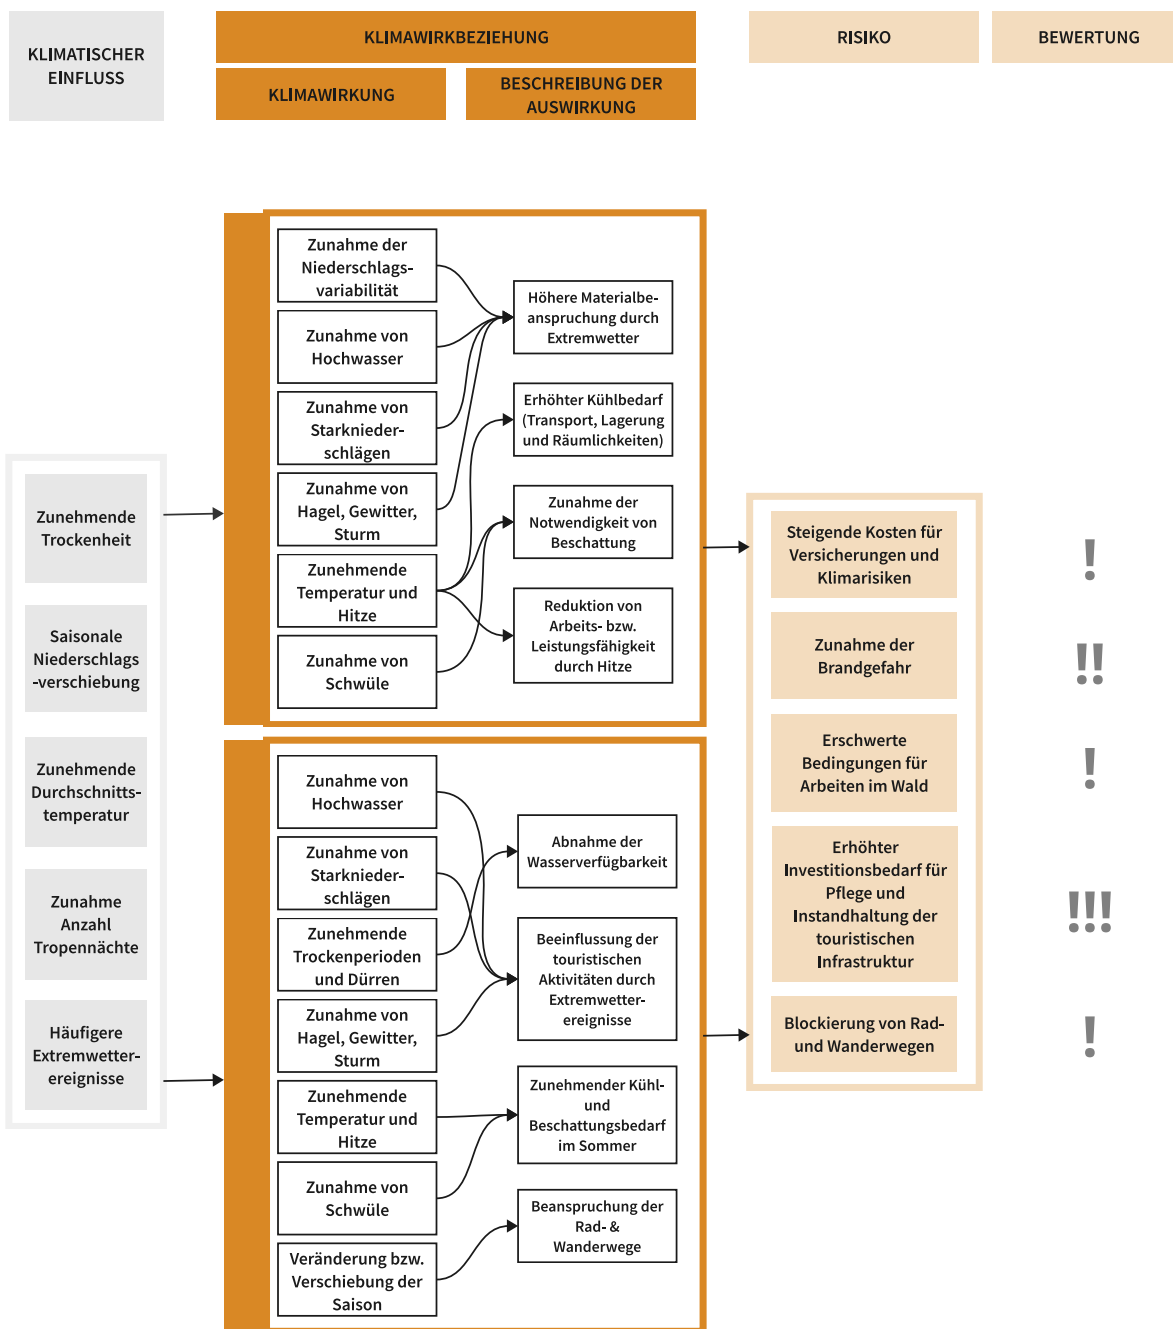 KLIMATISCHER
EINFLUSS
KLIMAWIRKBEZIEHUNG
KLIMAWIRKUNG
BESCHREIBUNG DER
AUSWIRKUNG
RISIKO
BEWERTUNG
Zunehmende
Trockenheit
Saisonale
Niederschlags
-verschiebung
Zunehmende
Durchschnitts-
temperatur
Zunahme
Anzahl
Tropennächte
Häufigere
Extremwetter-
ereignisse
Zunahme der
Niederschlags-
variabilität
Zunahme von
Hochwasser
Zunahme von
Starknieder-
schlägen
Zunahme von
Hagel, Gewitter,
Sturm
Zunehmende
Temperatur und
Hitze
Zunahme von
Schwüle
Höhere Materialbe-
anspruchung durch
Extremwetter
Erhöhter Kühlbedarf
(Transport, Lagerung
und Räumlichkeiten)
Zunahme der
Notwendigkeit von
Beschattung
Reduktion von
Arbeits- bzw.
Leistungsfähigkeit
durch Hitze
Zunahme von
Hochwasser
Zunahme von
Starknieder-
schlägen
Zunehmende
Trockenperioden
und Dürren
Zunahme von
Hagel, Gewitter,
Sturm
Zunehmende
Temperatur und
Hitze
Zunahme von
Schwüle
Veränderung bzw.
Verschiebung der
Saison
Abnahme der
Wasserverfügbarkeit
Beeinflussung der
touristischen
Aktivitäten durch
Extremwetter-
ereignisse
Zunehmender Kühl-
und
Beschattungsbedarf
im Sommer
Beanspruchung der
Rad- &
Wanderwege
Steigende Kosten für
Versicherungen und
Klimarisiken
!
Zunahme der
Brandgefahr
!!
Erschwerte
Bedingungen für
Arbeiten im Wald
!
Erhöhter
Investitionsbedarf für
Pflege und
Instandhaltung der
touristischen
Infrastruktur
!!!
Blockierung von Rad-
und Wanderwegen
!